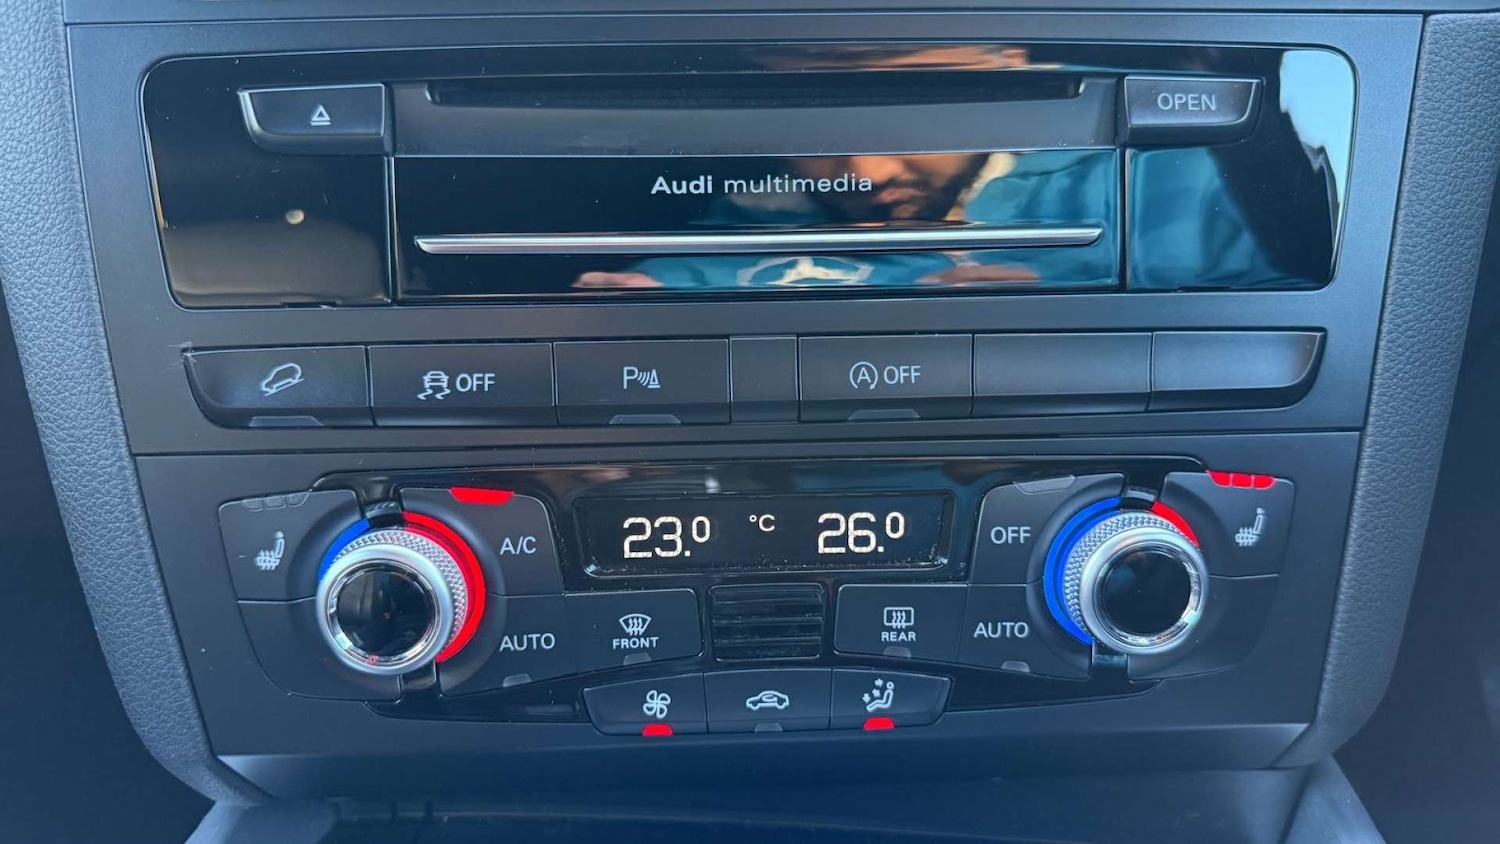 OPEN
Audi multimedia
OFF
P
A OFF
A/C
23.0 °C 26.0
OFF
AUTO
FRONT
REAR
AUTO